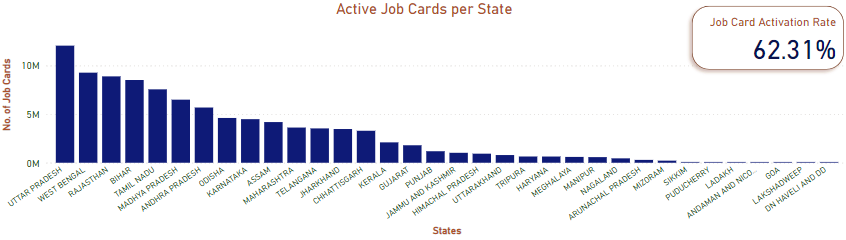 Active Job Cards per State
Job Card Activation Rate
62.31%
No. of Job Cards
10M
5M
0M
UTTAR PRADESH
WEST BENGAL
RAJASTHAN
BIHAR
TAMIL NADU
MADHYA PRADESH
ANDHRA PRADESH
ODISHA
KARNATAKA
ASSAM
MAHARASHTRA
TELANGANA
JHARKHAND
CHHATTISGARH
KERALA
GUJARAT
PUNJAB
JAMMU AND KASHMIR
HIMACHAL PRADESH
UTTARAKHAND
TRIPURA
HARYANA
MEGHALAYA
MANIPUR
NAGALAND
ARUNACHAL PRADESH
MIZORAM
SIKKIM
PUDUCHERRY
LADAKH
ANDAMAN AND NICO...
GOA
LAKSHADWEEP
DN HAVELI AND DD
States